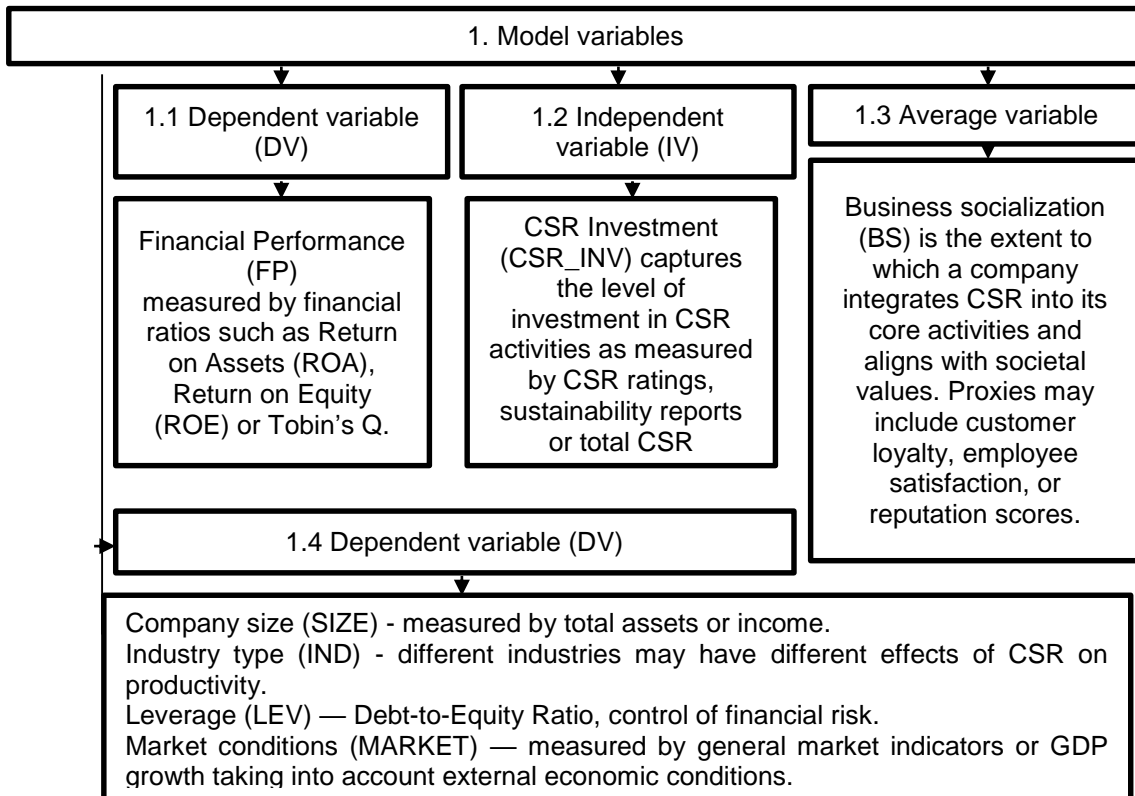 1. Model variables
1.1 Dependent variable
(DV)
1.2 Independent
variable (IV)
1.3 Average variable
Financial Performance
(FP)
measured by financial
ratios such as Return
on Assets (ROA),
Return on Equity
(ROE) or Tobin’s Q.
CSR Investment
(CSR_INV) captures
the level of
investment in CSR
activities as measured
by CSR ratings,
sustainability reports
or total CSR
Business socialization
(BS) is the extent to
which a company
integrates CSR into its
core activities and
aligns with societal
values. Proxies may
include customer
loyalty, employee
satisfaction, or
reputation scores.
1.4 Dependent variable (DV)
Company size (SIZE) - measured by total assets or income.
Industry type (IND) - different industries may have different effects of CSR on
productivity.
Leverage (LEV) — Debt-to-Equity Ratio, control of financial risk.
Market conditions (MARKET) — measured by general market indicators or GDP
growth taking into account external economic conditions.